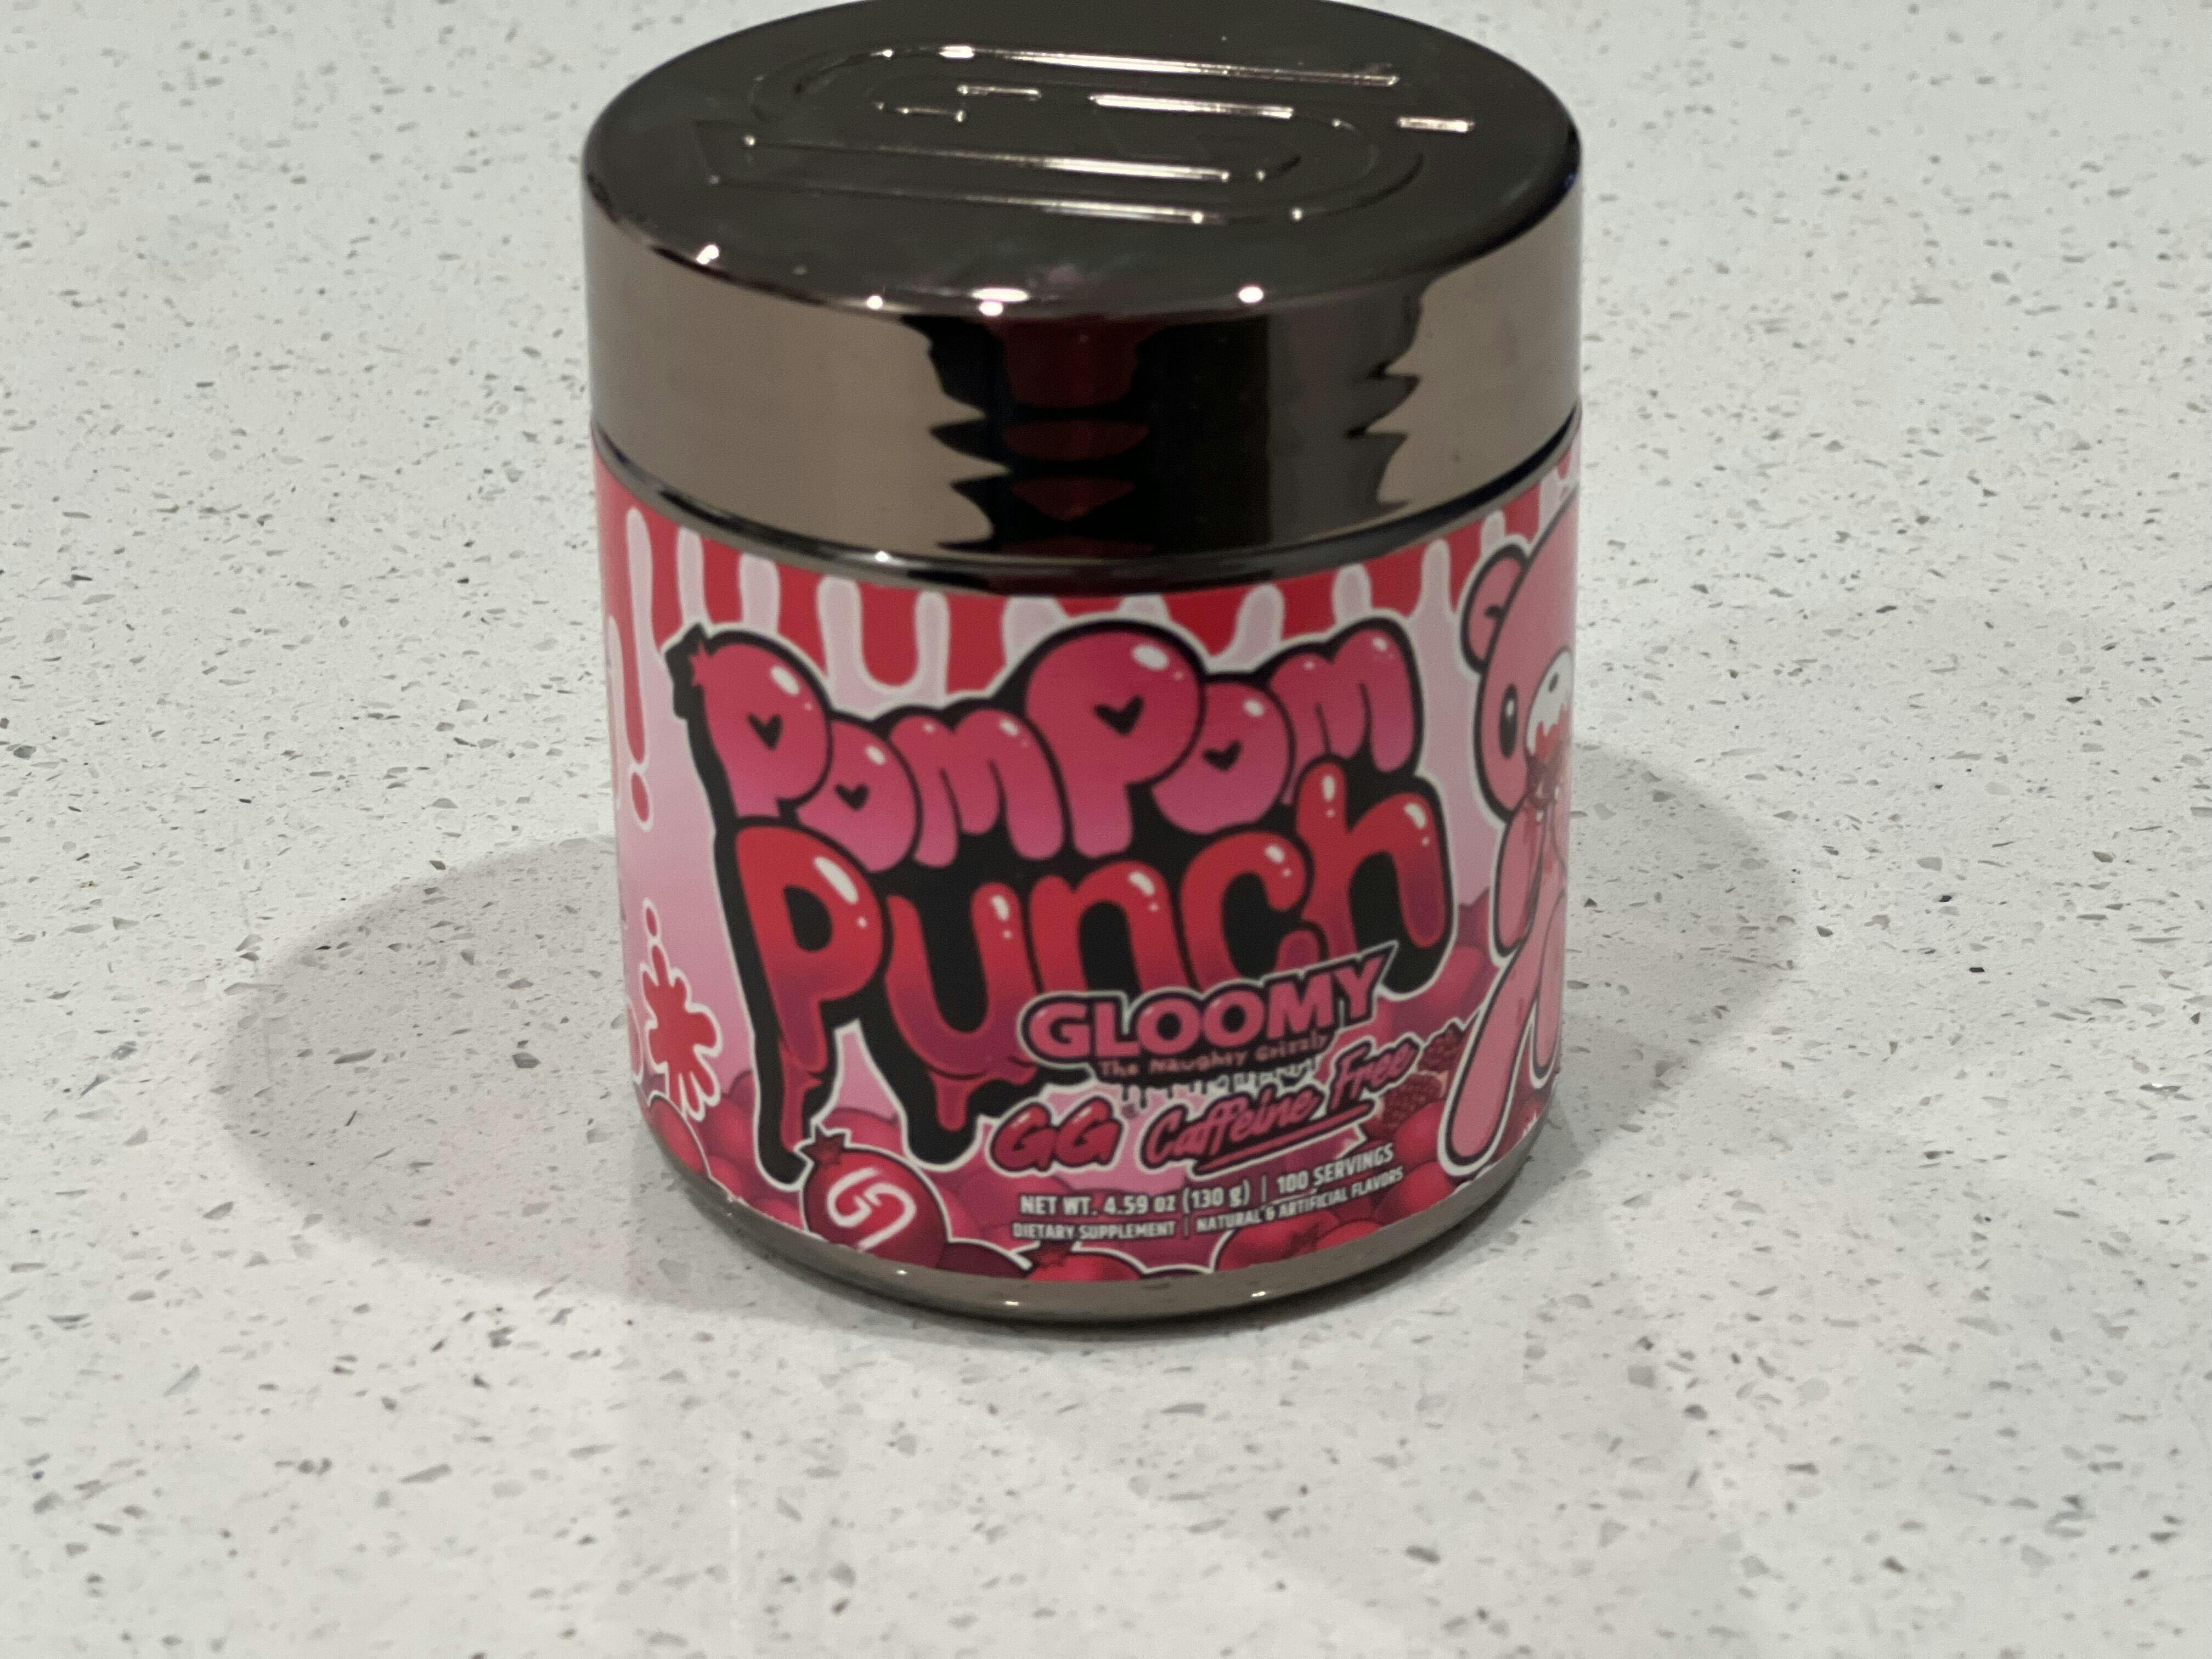 PomPom
Punch
GLOOMY
The Naughty Grizzly
GG Caffeine Free
NET WT. 4.59 oz (130 g) | 100 SERVINGS
DIETARY SUPPLEMENT | NATURAL & ARTIFICIAL FLAVORS